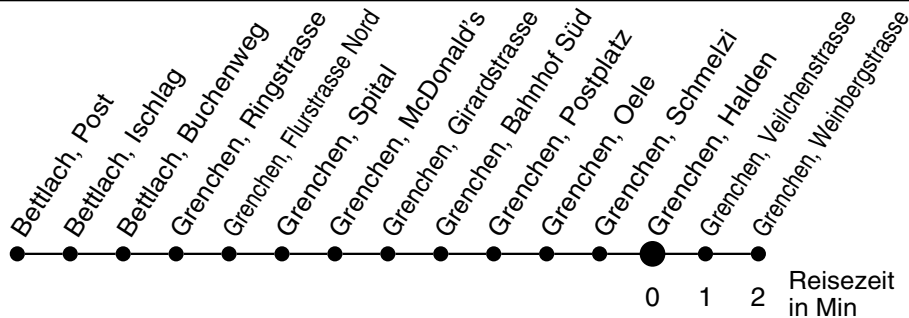 Bettlach, Post
Bettlach, Ischlag
Bettlach, Buchenweg
Grenchen, Ringstrasse
Grenchen, Flurstrasse Nord
Grenchen, Spital
Grenchen, McDonald's
Grenchen, Girardstrasse
Grenchen, Bahnhof Süd
Grenchen, Postplatz
Grenchen, Oele
Grenchen, Schmelzi
Grenchen, Halden
Grenchen, Veilchenstrasse
Grenchen, Weinbergstrasse
0 1 2 Reisezeit
in Min